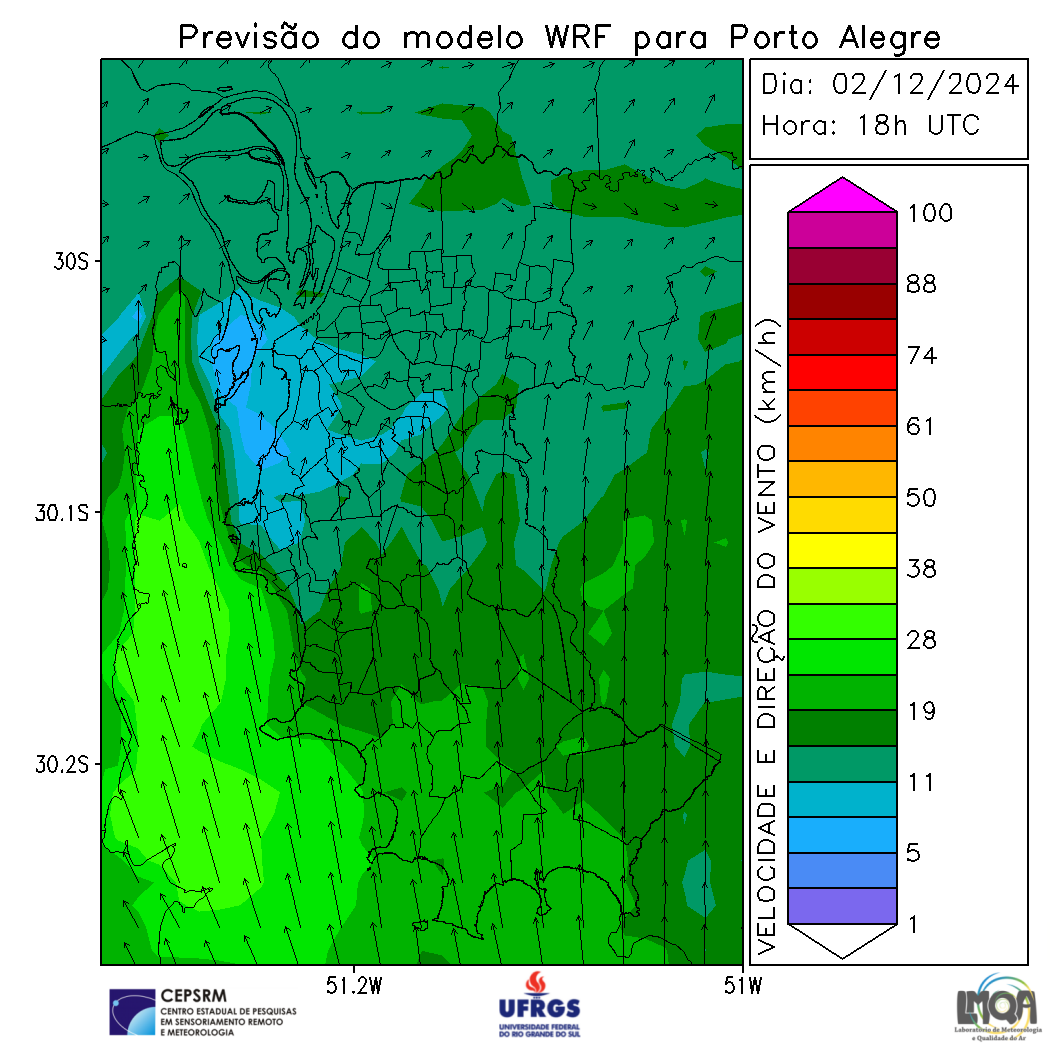 Previsão do modelo WRF para Porto Alegre
Dia: 02/12/2024
Hora: 18h UTC
30S
30.1S
30.2S
51.2W
51W
VELOCIDADE E DIREÇÃO DO VENTO (km/h)
100
88
74
61
50
38
28
19
11
5
1
CEPSRM
CENTRO ESTADUAL DE PESQUISAS
EM SENSORIAMENTO REMOTO
E METEOROLOGIA
UFRGS
UNIVERSIDADE FEDERAL
DO RIO GRANDE DO SUL
LMQA
Laboratório de Meteorologia
e Qualidade do Ar